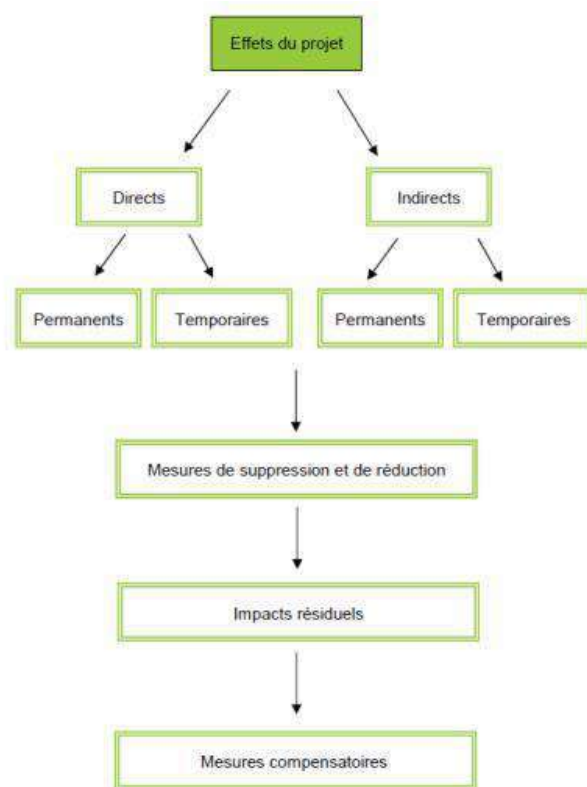 Effets du projet
Directs
Indirects
Permanents
Temporaires
Permanents
Temporaires
Mesures de suppression et de réduction
Impacts résiduels
Mesures compensatoires